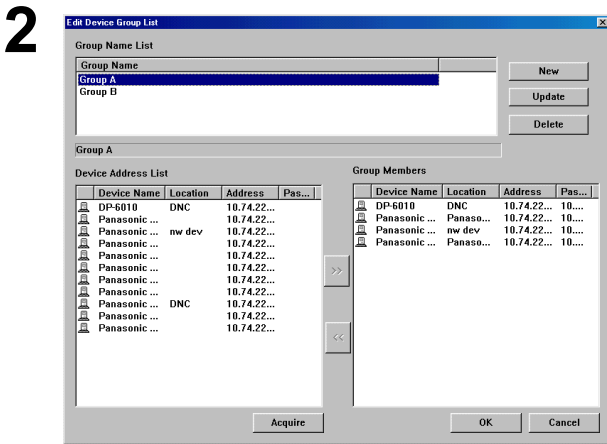 2
Edit Device Group List
Group Name List
Group Name
Group A
Group B
New
Update
Delete
Group A
Device Address List
Device Name Location Address Pas...
DP-6010 DNC 10.74.22...
Panasonic ... 10.74.22...
Panasonic ... nw dev 10.74.22...
Panasonic ... 10.74.22...
Panasonic ... 10.74.22...
Panasonic ... 10.74.22...
Panasonic ... 10.74.22...
Panasonic ... 10.74.22...
Panasonic ... DNC 10.74.22...
Panasonic ... 10.74.22...
Panasonic ... 10.74.22...
>>
<<
Group Members
Device Name Location Address Pas...
DP-6010 DNC 10.74.22... 10....
Panasonic ... Panaso... 10.74.22... 10....
Panasonic ... nw dev 10.74.22... 10....
Panasonic ... Panaso... 10.74.22... 10....
Acquire
OK
Cancel